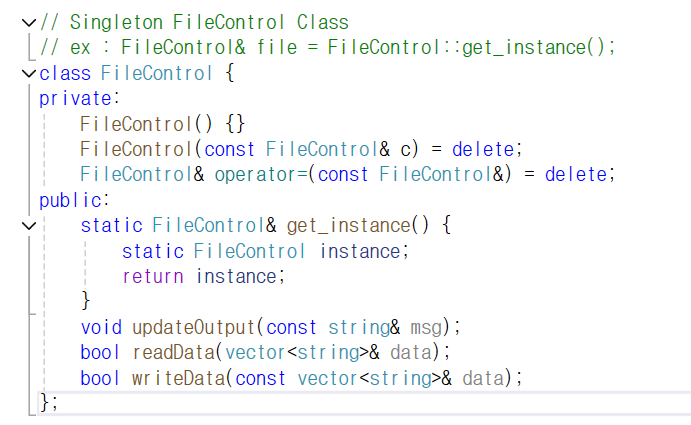 // Singleton FileControl Class
// ex : FileControl& file = FileControl::get_instance();
class FileControl {
private:
    FileControl() {}
    FileControl(const FileControl& c) = delete;
    FileControl& operator=(const FileControl&) = delete;
public:
    static FileControl& get_instance() {
        static FileControl instance;
        return instance;
    }
    void updateOutput(const string& msg);
    bool readData(vector<string>& data);
    bool writeData(const vector<string>& data);
};